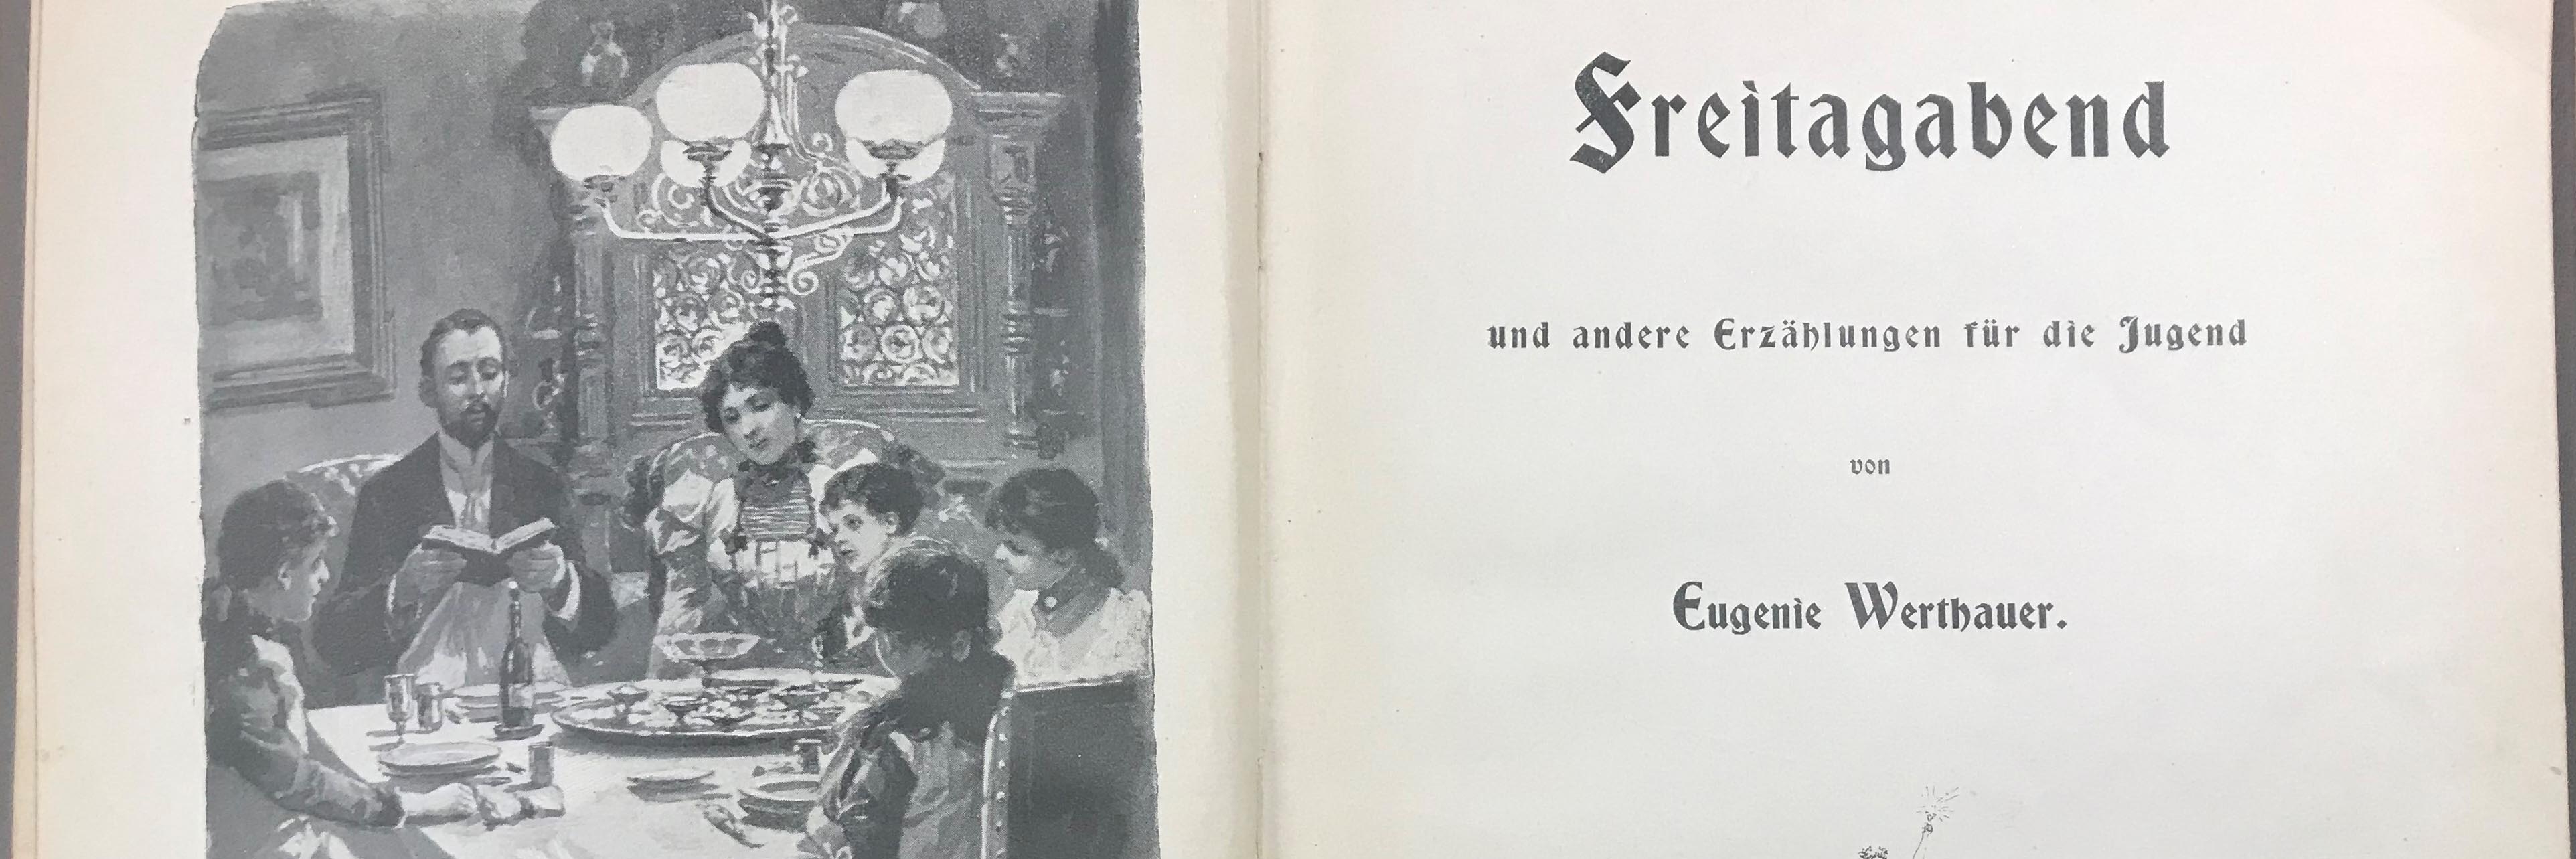 Freitagabend
und andere Erzählungen für die Jugend
von
Eugenie Werthauer.